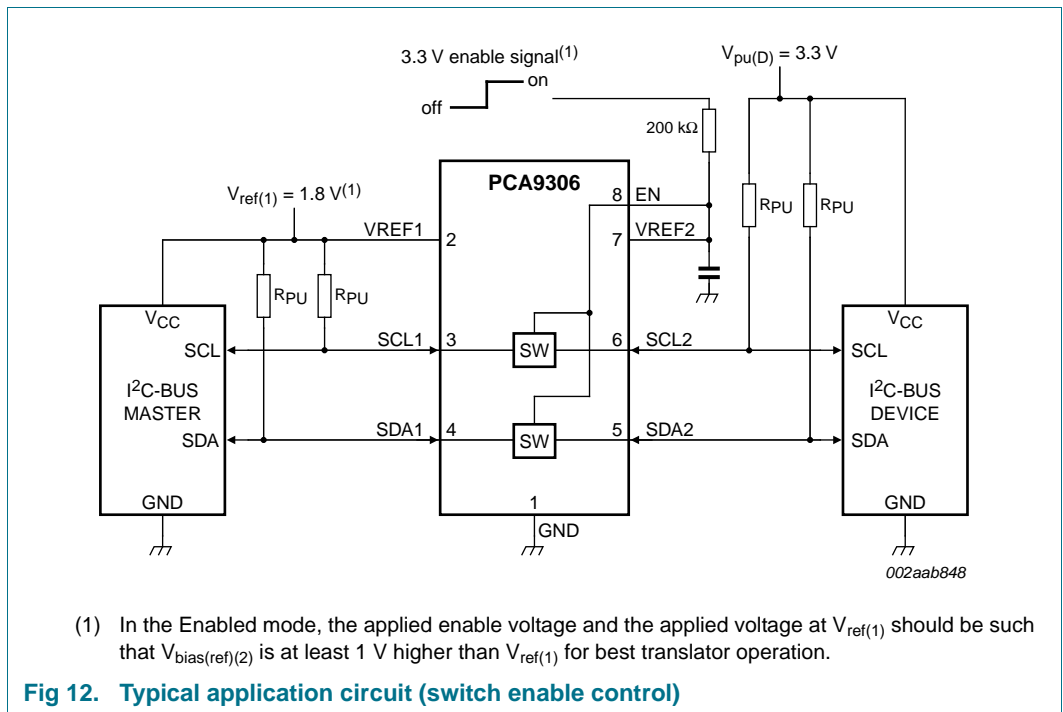 3.3 V enable signal(1)
off
on
Vpu(D) = 3.3 V
200 kΩ
PCA9306
Vref(1) = 1.8 V(1)
8 EN
RPU RPU
VREF1 2
7 VREF2
RPU RPU
VCC
VCC
SCL
SCL1 3
SW
6 SCL2
SCL
I2C-BUS
MASTER
I2C-BUS
DEVICE
SDA
SDA1 4
SW
5 SDA2
SDA
GND
1
GND
GND
002aab848
(1) In the Enabled mode, the applied enable voltage and the applied voltage at Vref(1) should be such
that Vbias(ref)(2) is at least 1 V higher than Vref(1) for best translator operation.
Fig 12. Typical application circuit (switch enable control)